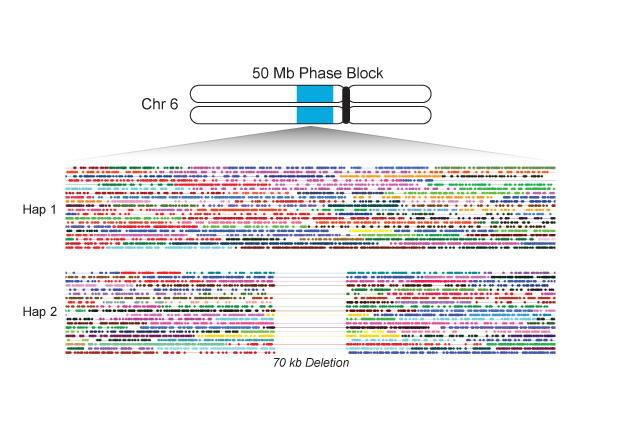 50 Mb Phase Block
Chr 6
Hap 1
Hap 2
70 kb Deletion